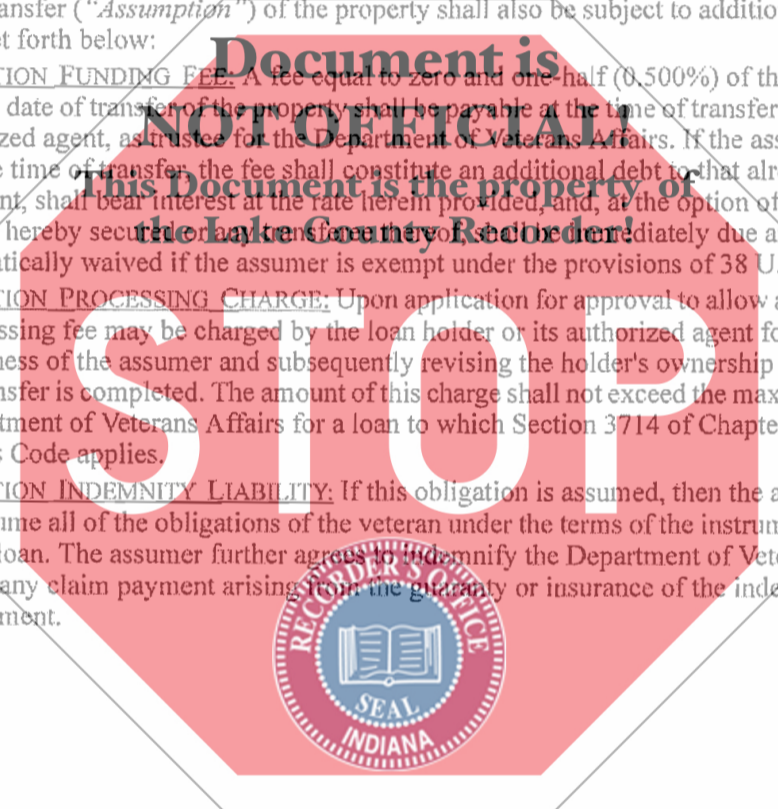 ansfer ("Assumption") of the property shall also be subject to additio
t forth below:
Document is
TION FUNDING FEE: A fee equal to zero and one-half (0.500%) of th
date of transfer of the property shall be payable at the time of transfer
NOT OFFICIAL!
zed agent, as trustee for the Department of Veterans Affairs. If the ass
time of transfer, the fee shall constitute an additional debt to that alr
This Document is the property of
nt, shall bear interest at the rate herein provided, and, at the option of
the Lake County Recorder!
hereby secured or any transferee thereof, shall be immediately due a
tically waived if the assumer is exempt under the provisions of 38 U.
TION PROCESSING CHARGE: Upon application for approval to allow a
ssing fee may be charged by the loan holder or its authorized agent fo
ness of the assumer and subsequently revising the holder's ownership
nsfer is completed. The amount of this charge shall not exceed the max
tment of Veterans Affairs for a loan to which Section 3714 of Chapte
Code applies.
STOP
TION INDEMNITY LIABILITY: If this obligation is assumed, then the a
ume all of the obligations of the veteran under the terms of the instrum
loan. The assumer further agrees to indemnify the Department of Vete
any claim payment arising from the guaranty or insurance of the inde
ment.
RECORDER'S OFFICE
SEAL
INDIANA